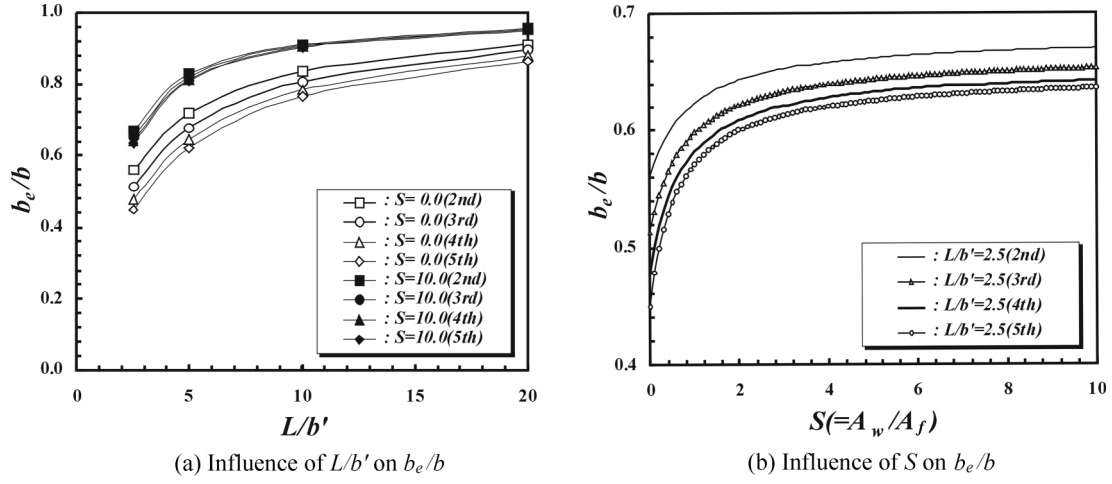 1.0
0.8
0.6
0.4
0.2
0.0
b_e/b
0 5 10 15 20
L/b'
: S= 0.0(2nd)
: S= 0.0(3rd)
: S= 0.0(4th)
: S= 0.0(5th)
: S=10.0(2nd)
: S=10.0(3rd)
: S=10.0(4th)
: S=10.0(5th)
(a) Influence of L/b' on b_e/b
0.7
0.6
0.5
0.4
b_e/b
0 2 4 6 8 10
S(=A_w/A_f)
: L/b'=2.5(2nd)
: L/b'=2.5(3rd)
: L/b'=2.5(4th)
: L/b'=2.5(5th)
(b) Influence of S on b_e/b